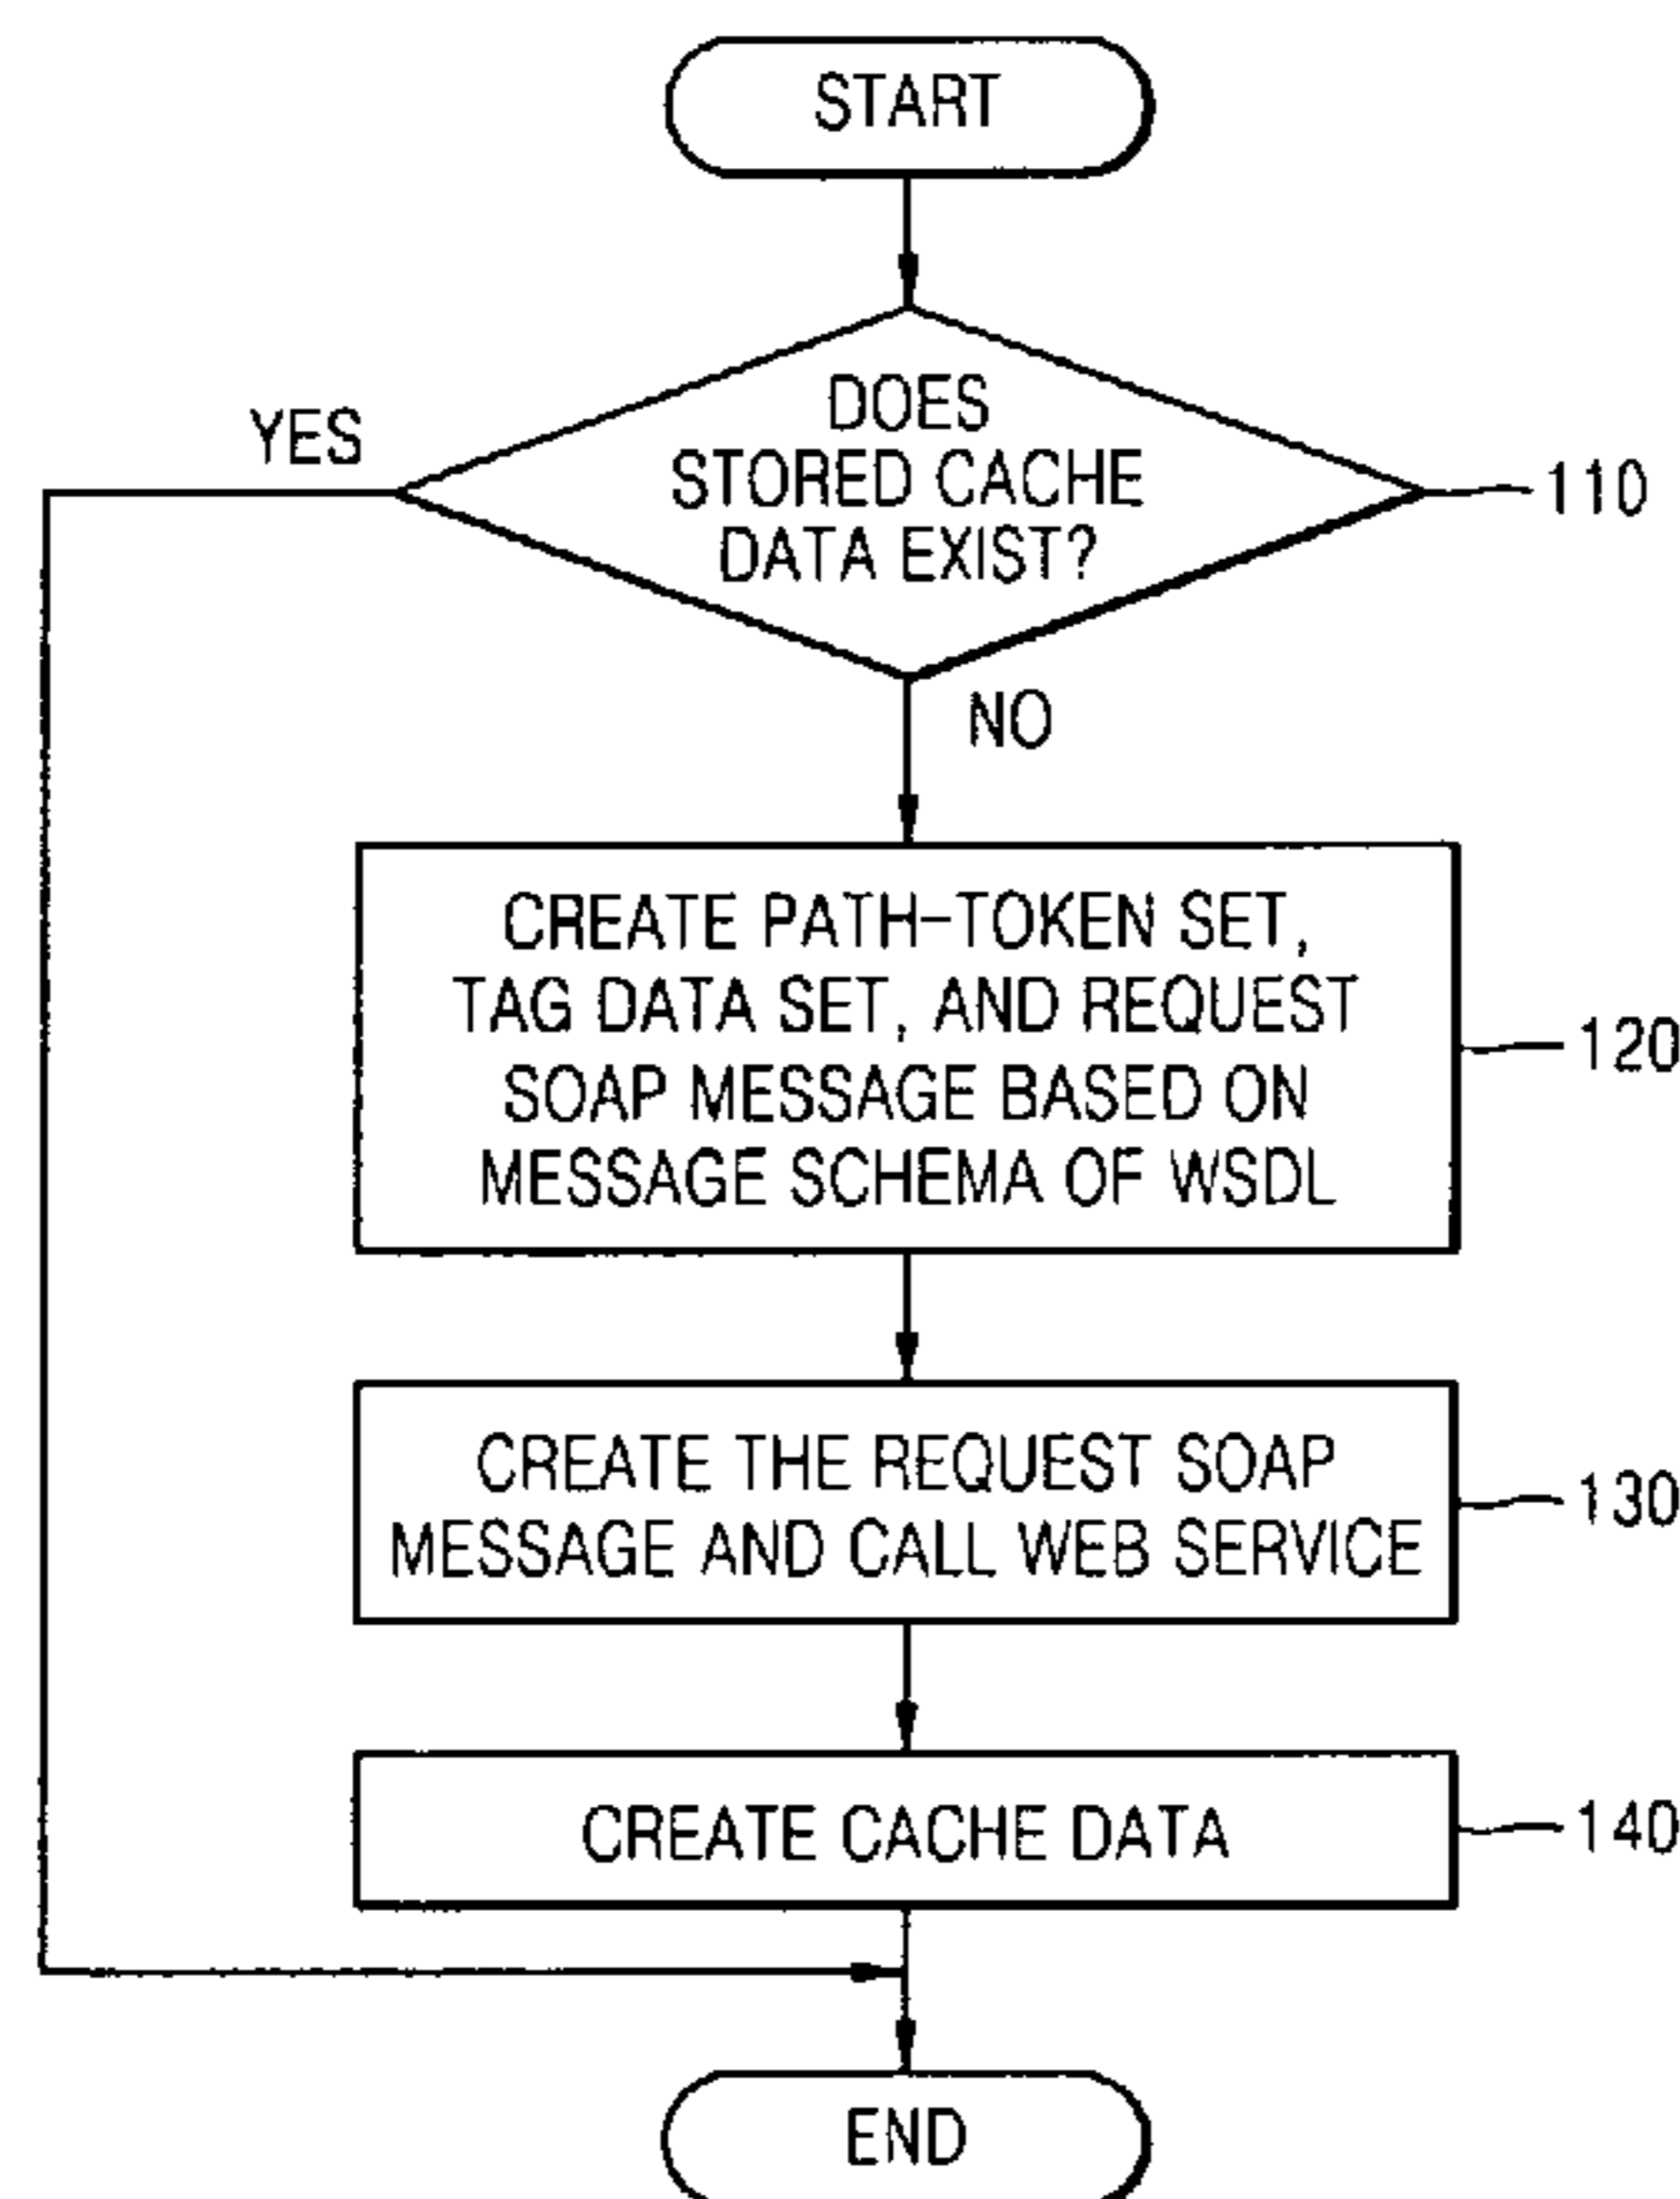 START
DOES
STORED CACHE
DATA EXIST?
110
YES
NO
CREATE PATH-TOKEN SET,
TAG DATA SET, AND REQUEST
SOAP MESSAGE BASED ON
MESSAGE SCHEMA OF WSDL
120
CREATE THE REQUEST SOAP
MESSAGE AND CALL WEB SERVICE
130
CREATE CACHE DATA
140
END